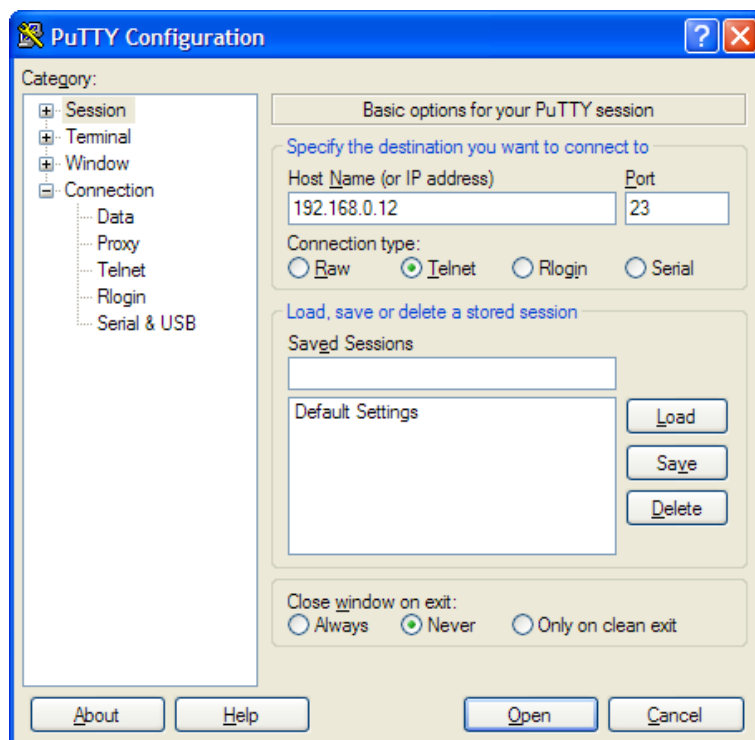 PuTTY Configuration
Category:
Session
Terminal
Window
Connection
Data
Proxy
Telnet
Rlogin
Serial & USB
Basic options for your PuTTY session
Specify the destination you want to connect to
Host Name (or IP address) Port
192.168.0.12 23
Connection type:
Raw Telnet Rlogin Serial
Load, save or delete a stored session
Saved Sessions
Default Settings
Load
Save
Delete
Close window on exit:
Always Never Only on clean exit
About Help Open Cancel